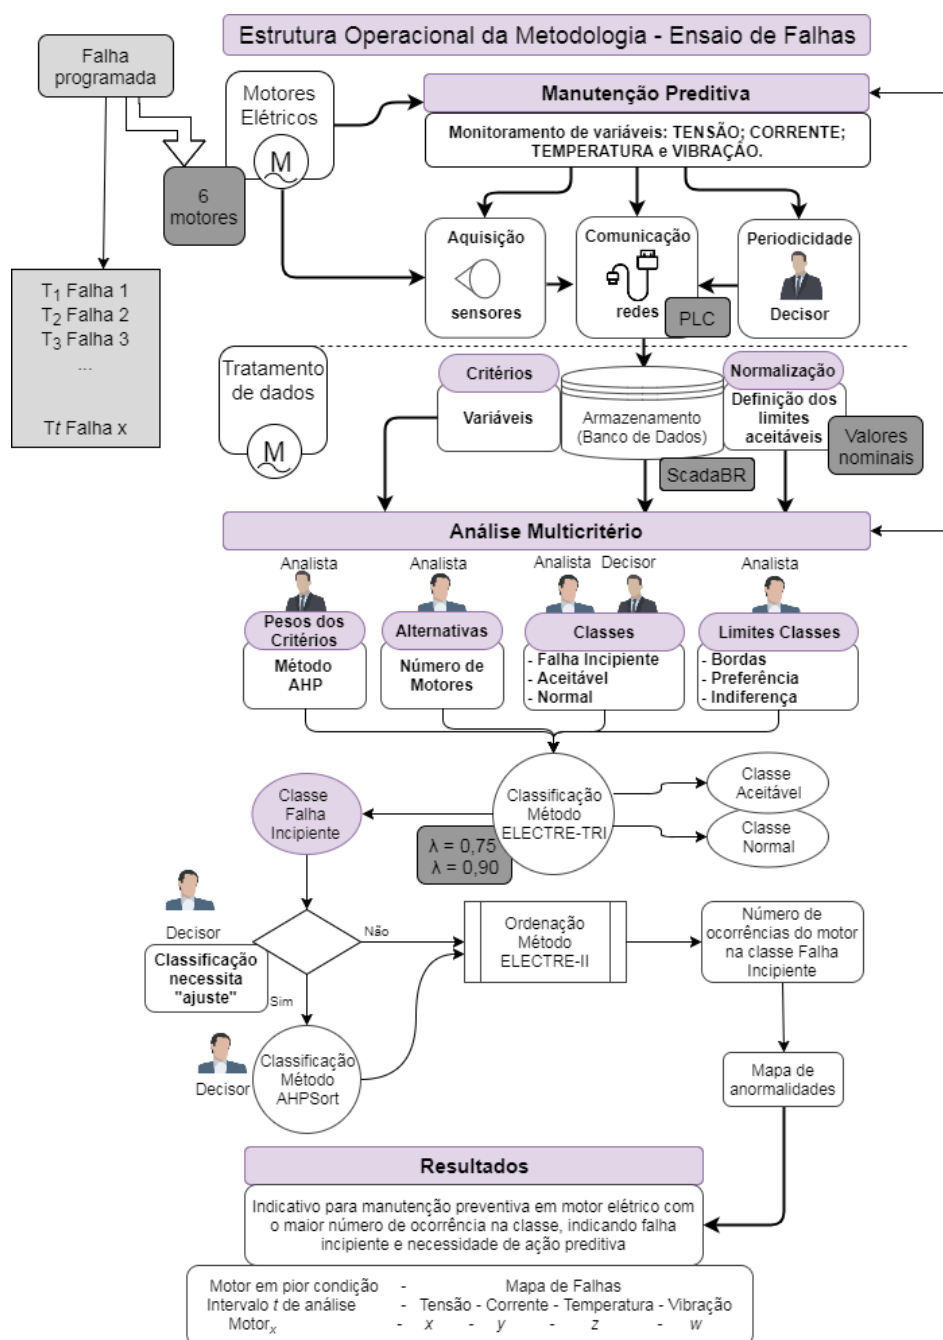 Estrutura Operacional da Metodologia - Ensaio de Falhas
Falha
programada
Motores
Elétricos
M
6
motores
Manutenção Preditiva
Monitoramento de variáveis: TENSÃO; CORRENTE;
TEMPERATURA e VIBRAÇÃO.
Aquisição
sensores
Comunicação
redes
PLC
Periodicidade
Decisor
T1 Falha 1
T2 Falha 2
T3 Falha 3
...
Tt Falha x
Tratamento
de dados
M
Critérios
Variáveis
Armazenamento
(Banco de Dados)
ScadaBR
Normalização
Definição dos
limites
aceitáveis
Valores
nominais
Análise Multicritério
Analista
Pesos dos
Critérios
Método
AHP
Analista
Alternativas
Número de
Motores
Analista Decisor
Classes
- Falha Incipiente
- Aceitável
- Normal
Analista
Limites Classes
- Bordas
- Preferência
- Indiferença
Classificação
Método
ELECTRE-TRI
λ = 0,75
λ = 0,90
Classe
Aceitável
Classe
Normal
Classe
Falha
Incipiente
Decisor
Classificação
necessita
"ajuste"
Não
Sim
Ordenação
Método
ELECTRE-II
Número de
ocorrências do motor
na classe Falha
Incipiente
Decisor
Classificação
Método
AHPSort
Mapa de
anormalidades
Resultados
Indicativo para manutenção preventiva em motor elétrico com
o maior número de ocorrência na classe, indicando falha
incipiente e necessidade de ação preditiva
Motor em pior condição - Mapa de Falhas
Intervalo t de análise - Tensão - Corrente - Temperatura - Vibração
Motorx - x - y - z - w